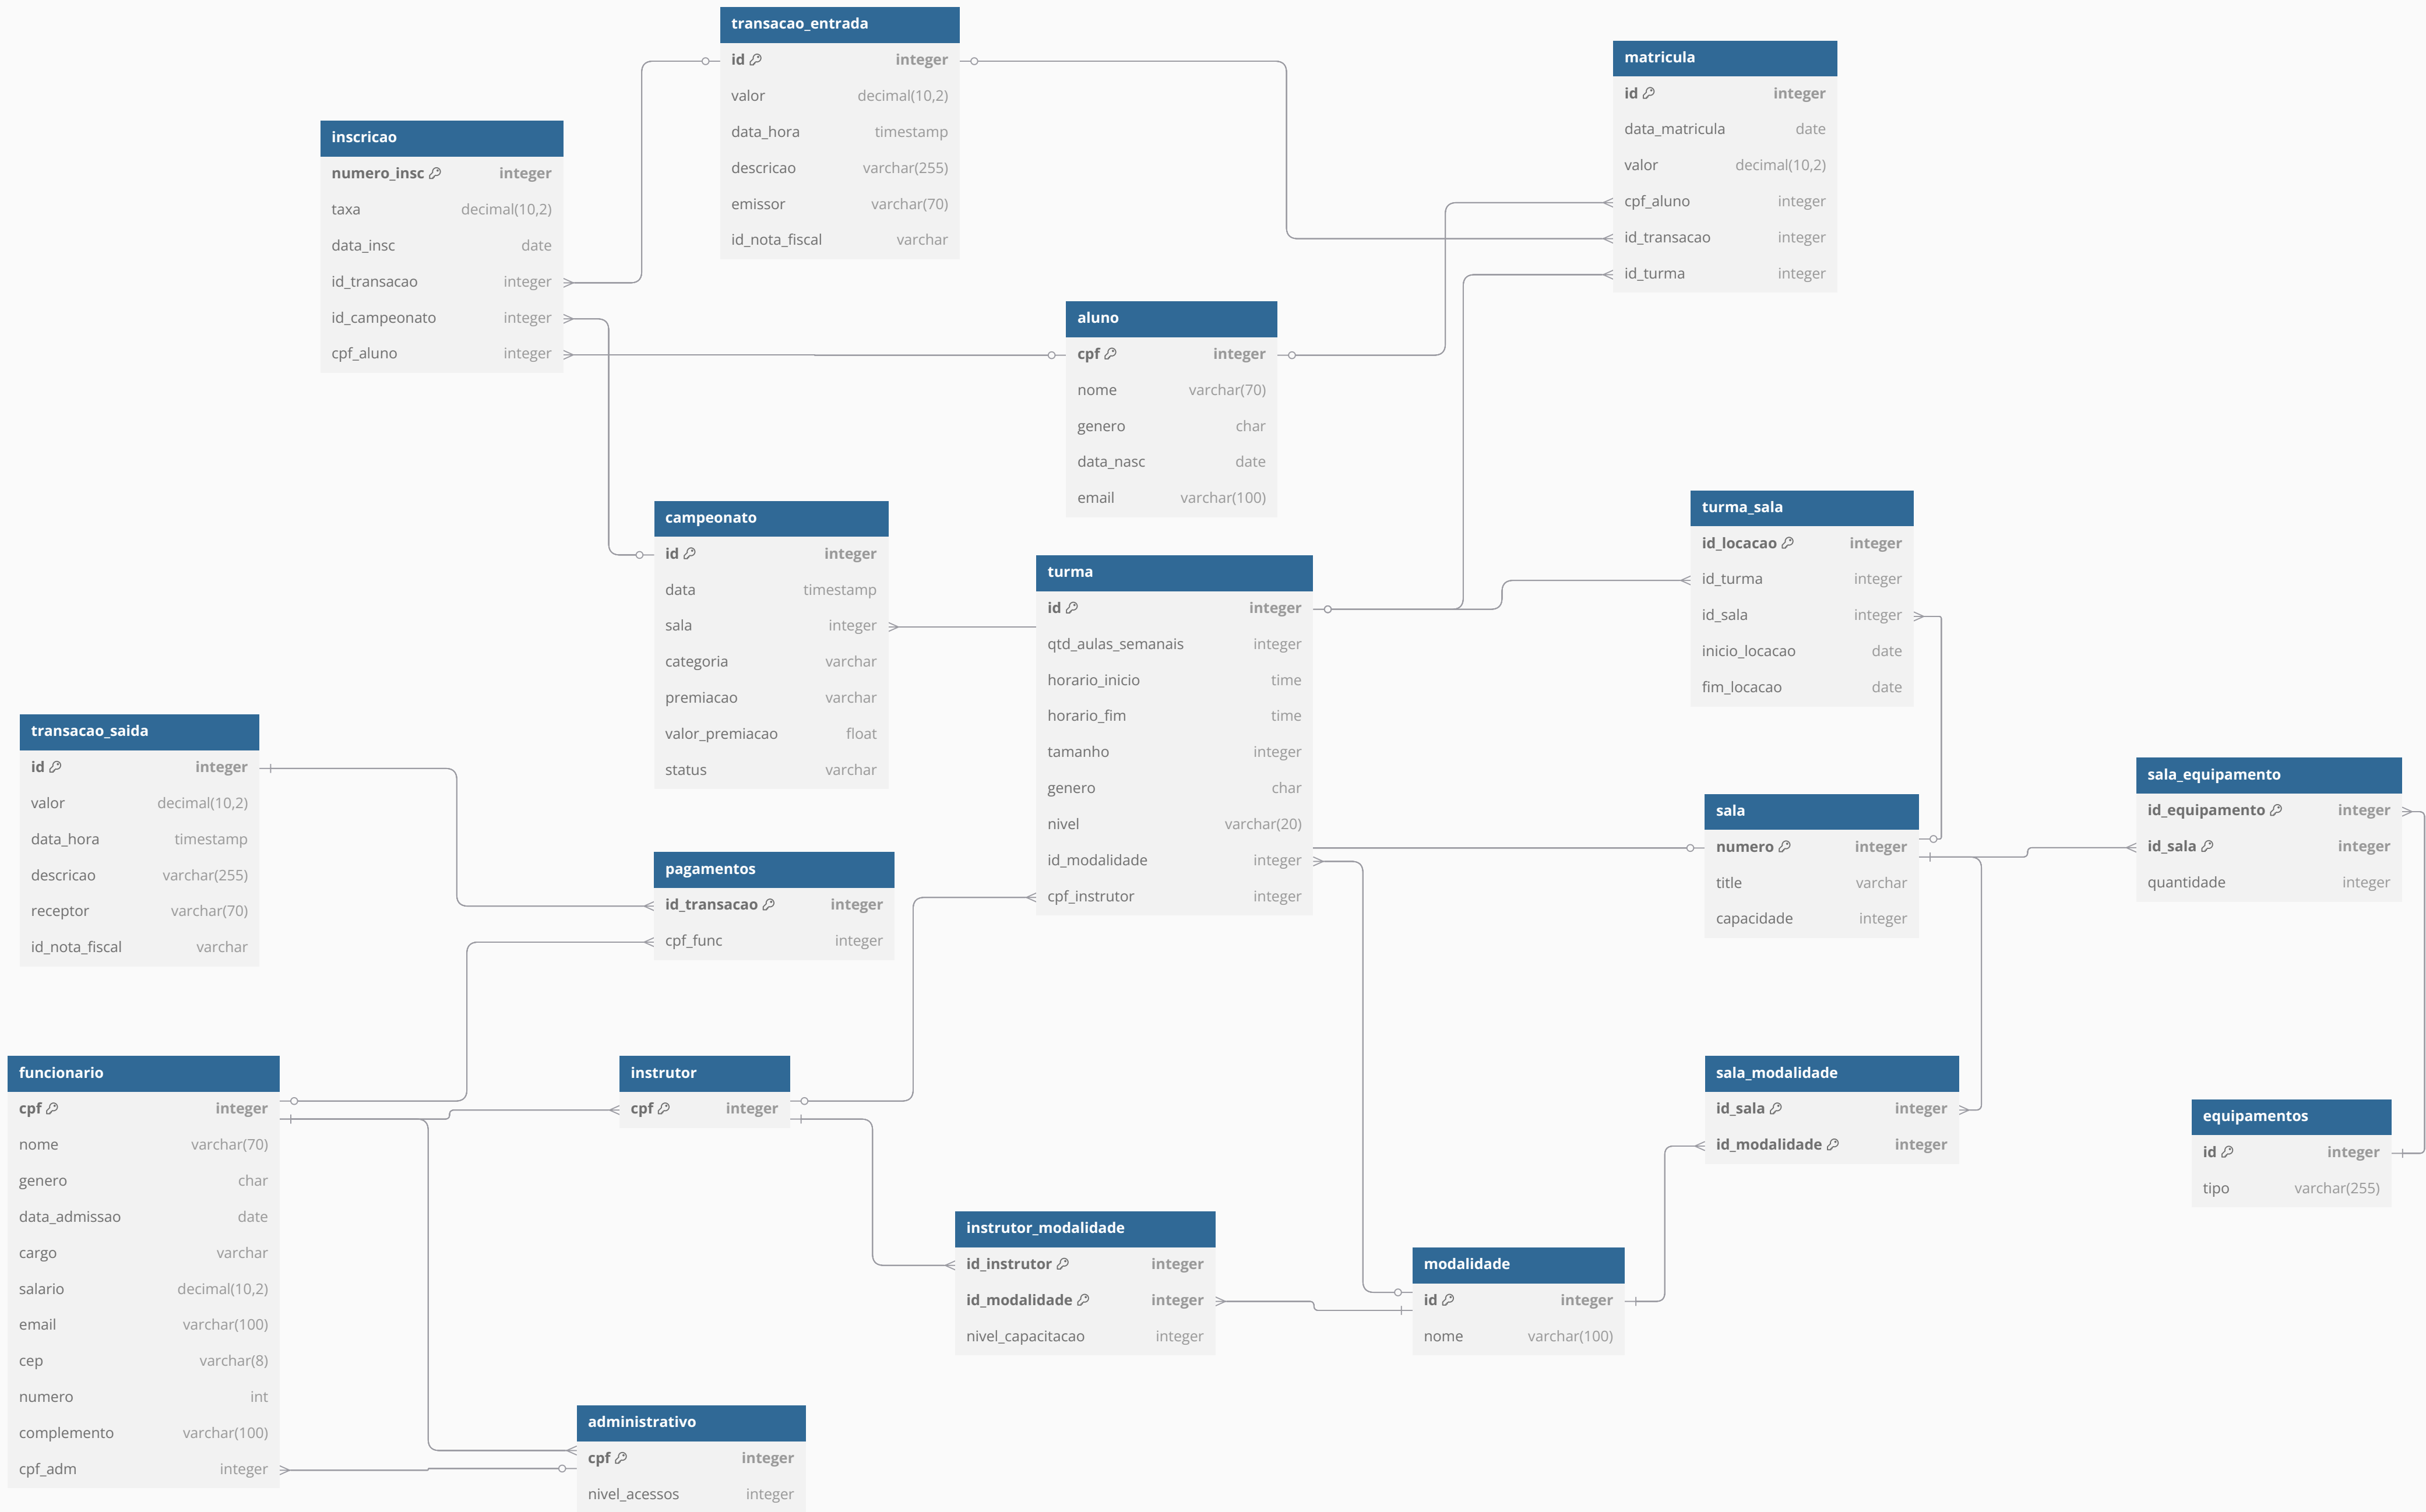 transacao_entrada
id integer
valor decimal(10,2)
data_hora timestamp
descricao varchar(255)
emissor varchar(70)
id_nota_fiscal varchar
matricula
id integer
data_matricula date
valor decimal(10,2)
cpf_aluno integer
id_transacao integer
id_turma integer
inscricao
numero_insc integer
taxa decimal(10,2)
data_insc date
id_transacao integer
id_campeonato integer
cpf_aluno integer
aluno
cpf integer
nome varchar(70)
genero char
data_nasc date
email varchar(100)
campeonato
id integer
data timestamp
sala integer
categoria varchar
premiacao varchar
valor_premiacao float
status varchar
turma
id integer
qtd_aulas_semanais integer
horario_inicio time
horario_fim time
tamanho integer
genero char
nivel varchar(20)
id_modalidade integer
cpf_instrutor integer
turma_sala
id_locacao integer
id_turma integer
id_sala integer
inicio_locacao date
fim_locacao date
transacao_saida
id integer
valor decimal(10,2)
data_hora timestamp
descricao varchar(255)
receptor varchar(70)
id_nota_fiscal varchar
pagamentos
id_transacao integer
cpf_func integer
sala
numero integer
title varchar
capacidade integer
sala_equipamento
id_equipamento integer
id_sala integer
quantidade integer
funcionario
cpf integer
nome varchar(70)
genero char
data_admissao date
cargo varchar
salario decimal(10,2)
email varchar(100)
cep varchar(8)
numero int
complemento varchar(100)
cpf_adm integer
instrutor
cpf integer
sala_modalidade
id_sala integer
id_modalidade integer
equipamentos
id integer
tipo varchar(255)
instrutor_modalidade
id_instrutor integer
id_modalidade integer
nivel_capacitacao integer
modalidade
id integer
nome varchar(100)
administrativo
cpf integer
nivel_acessos integer